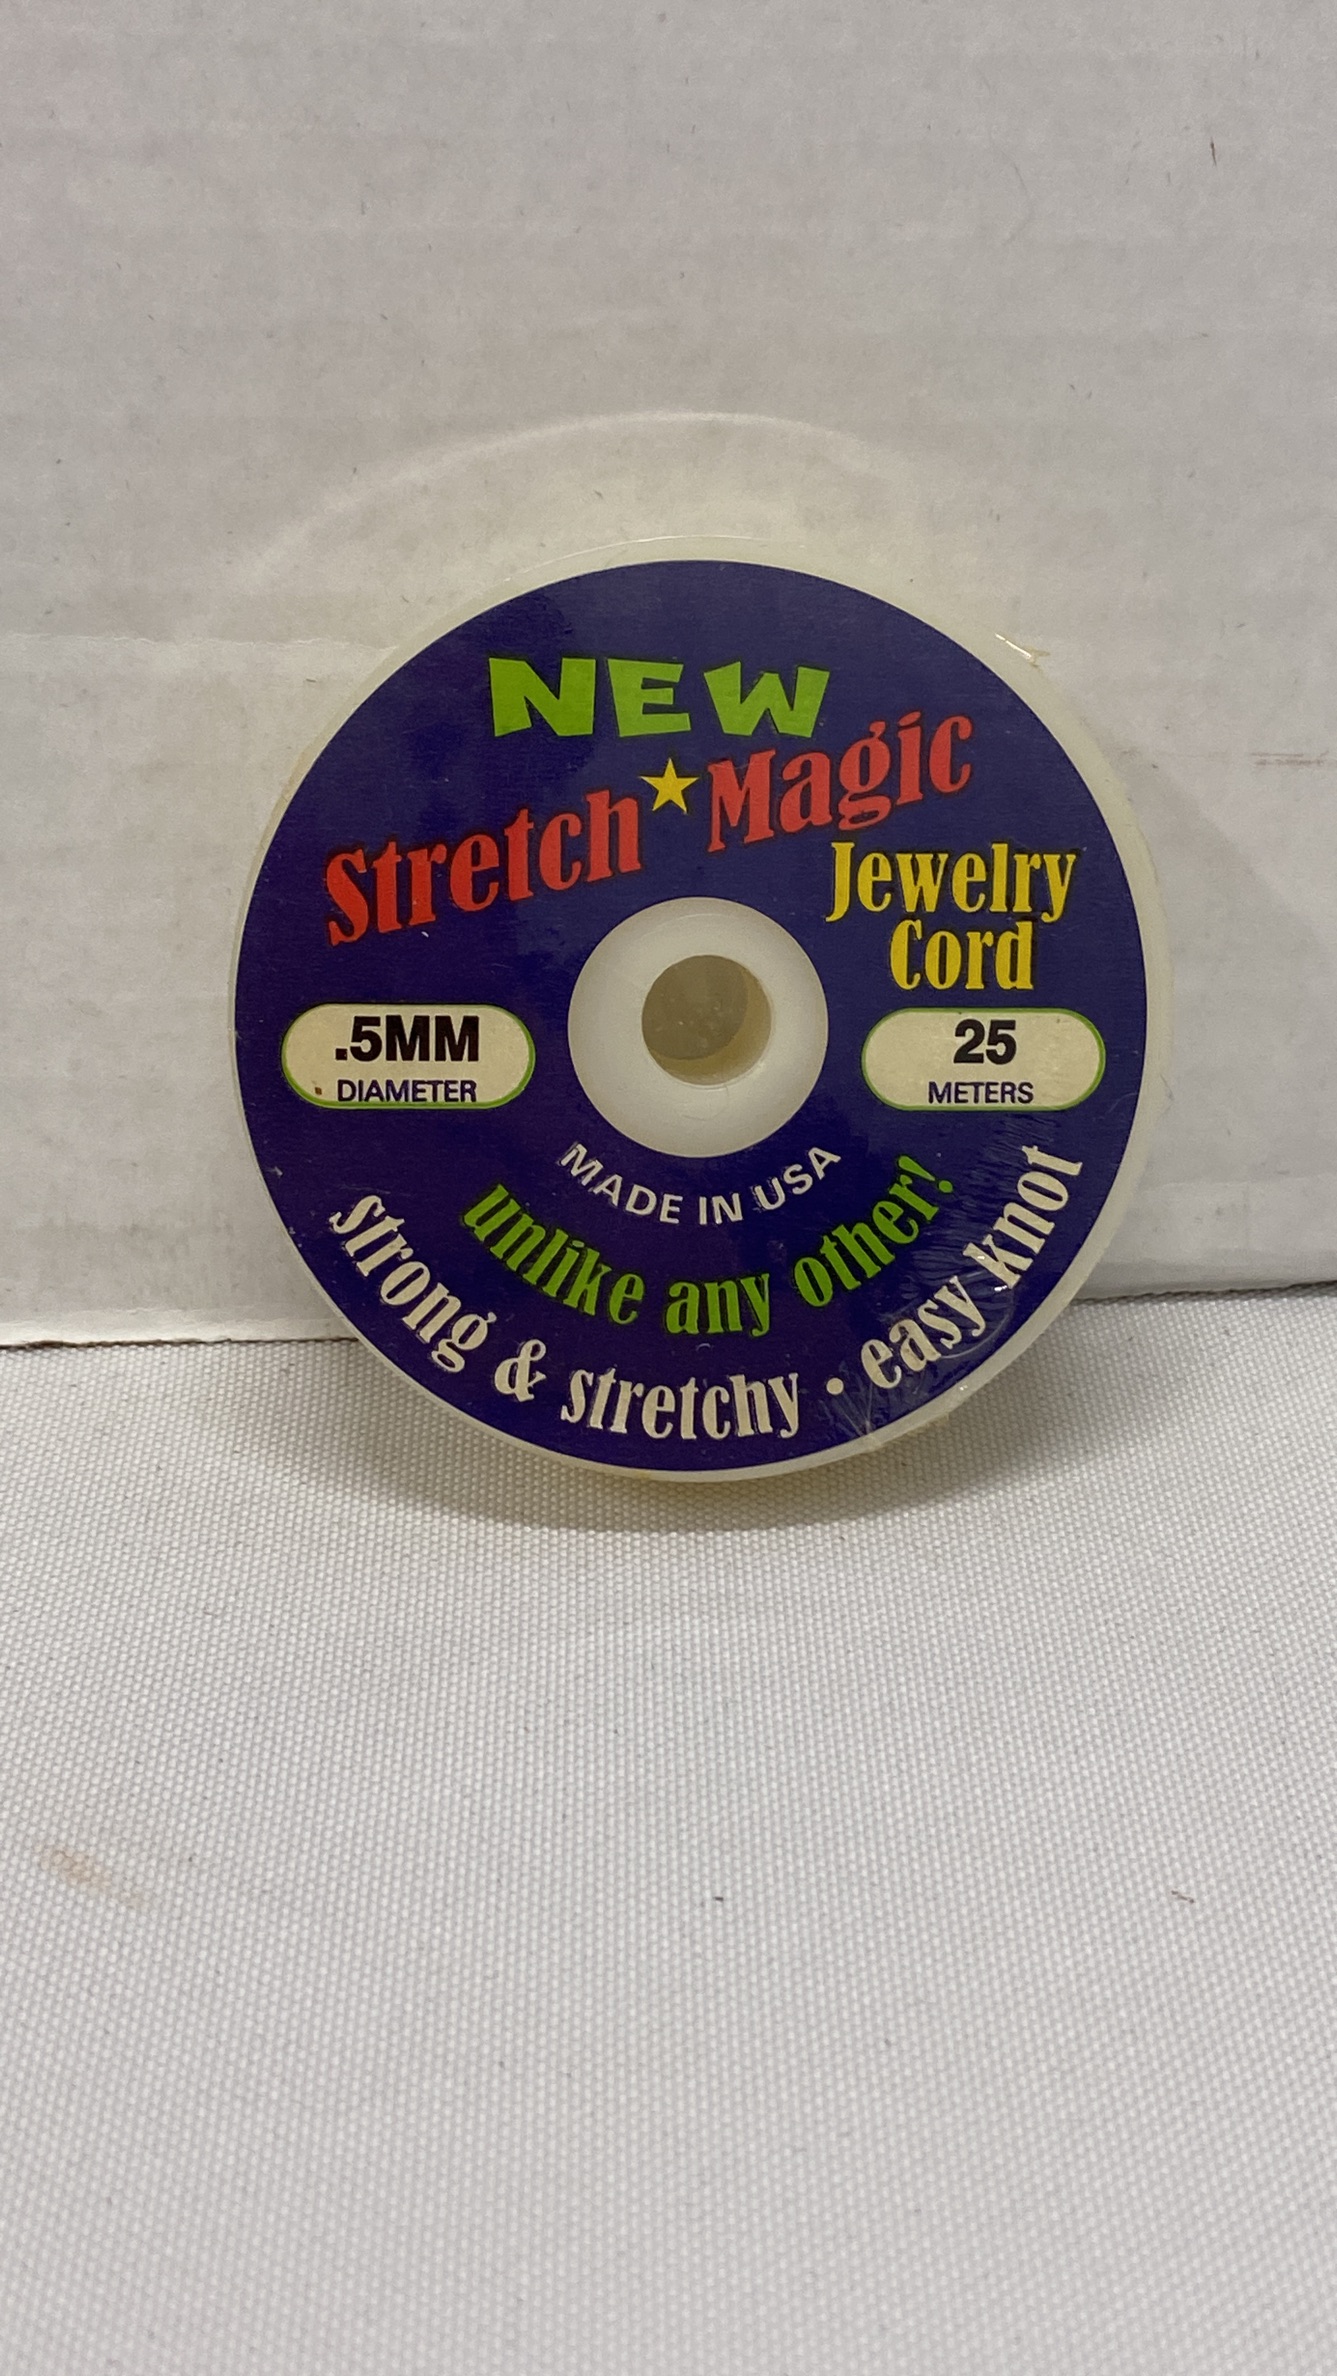 NEW
Stretch★Magic
Jewelry
Cord
.5MM
DIAMETER
25
METERS
MADE IN USA
unlike any other!
strong & stretchy • easy knot